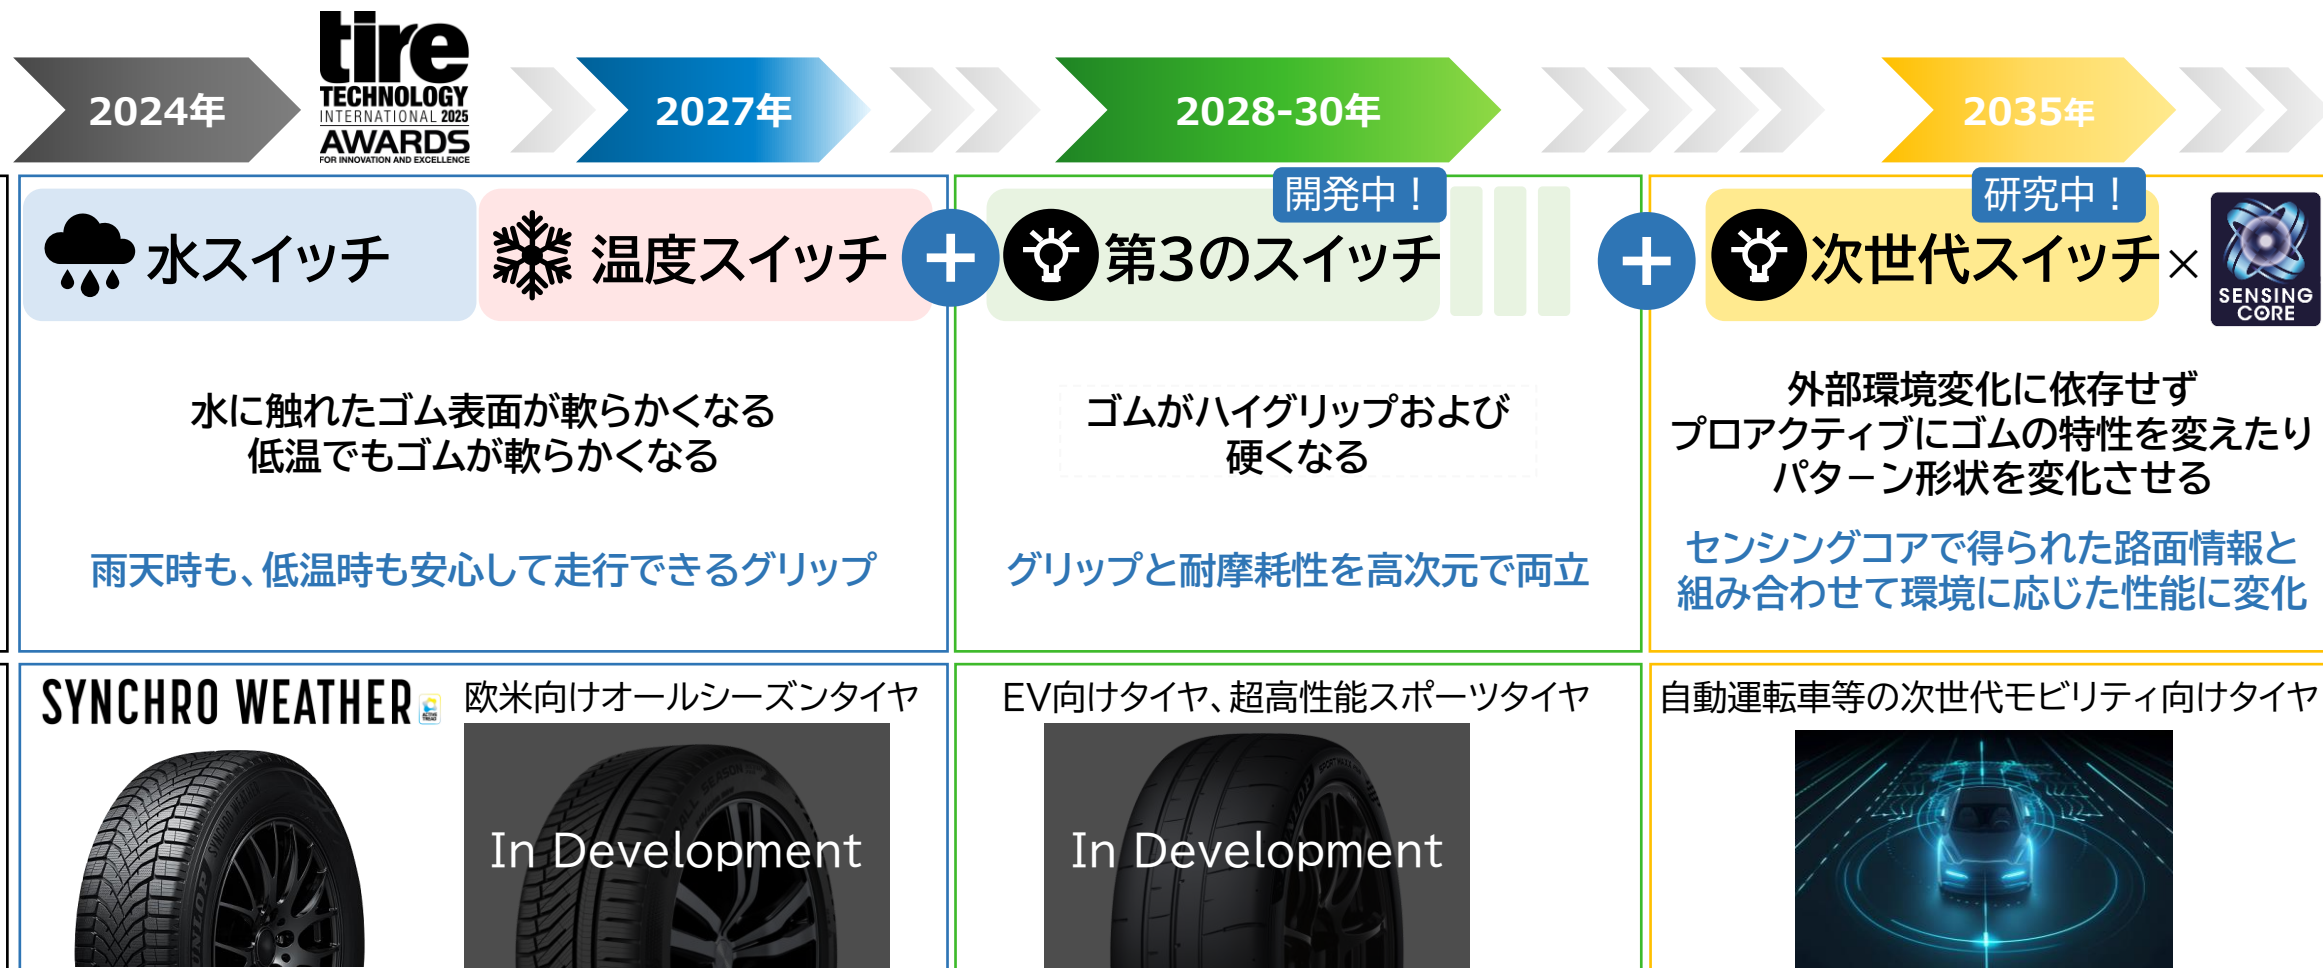 2024年
tire
TECHNOLOGY
INTERNATIONAL 2025
AWARDS
FOR INNOVATION AND EXCELLENCE
2027年
2028-30年
2035年
水スイッチ
温度スイッチ
+
開発中！
第3のスイッチ
+
研究中！
次世代スイッチ
×
SENSING
CORE
水に触れたゴム表面が軟らかくなる
低温でもゴムが軟らかくなる
雨天時も、低温時も安心して走行できるグリップ
ゴムがハイグリップおよび
硬くなる
グリップと耐摩耗性を高次元で両立
外部環境変化に依存せず
プロアクティブにゴムの特性を変えたり
パターン形状を変化させる
センシングコアで得られた路面情報と
組み合わせて環境に応じた性能に変化
SYNCHRO WEATHER
ACTIVE
TREAD
欧米向けオールシーズンタイヤ
ALL SEASON
In Development
EV向けタイヤ、超高性能スポーツタイヤ
SPORT MAXX
DUNLOP
In Development
自動運転車等の次世代モビリティ向けタイヤ
SYNCHRO WEATHER
DUNLOP